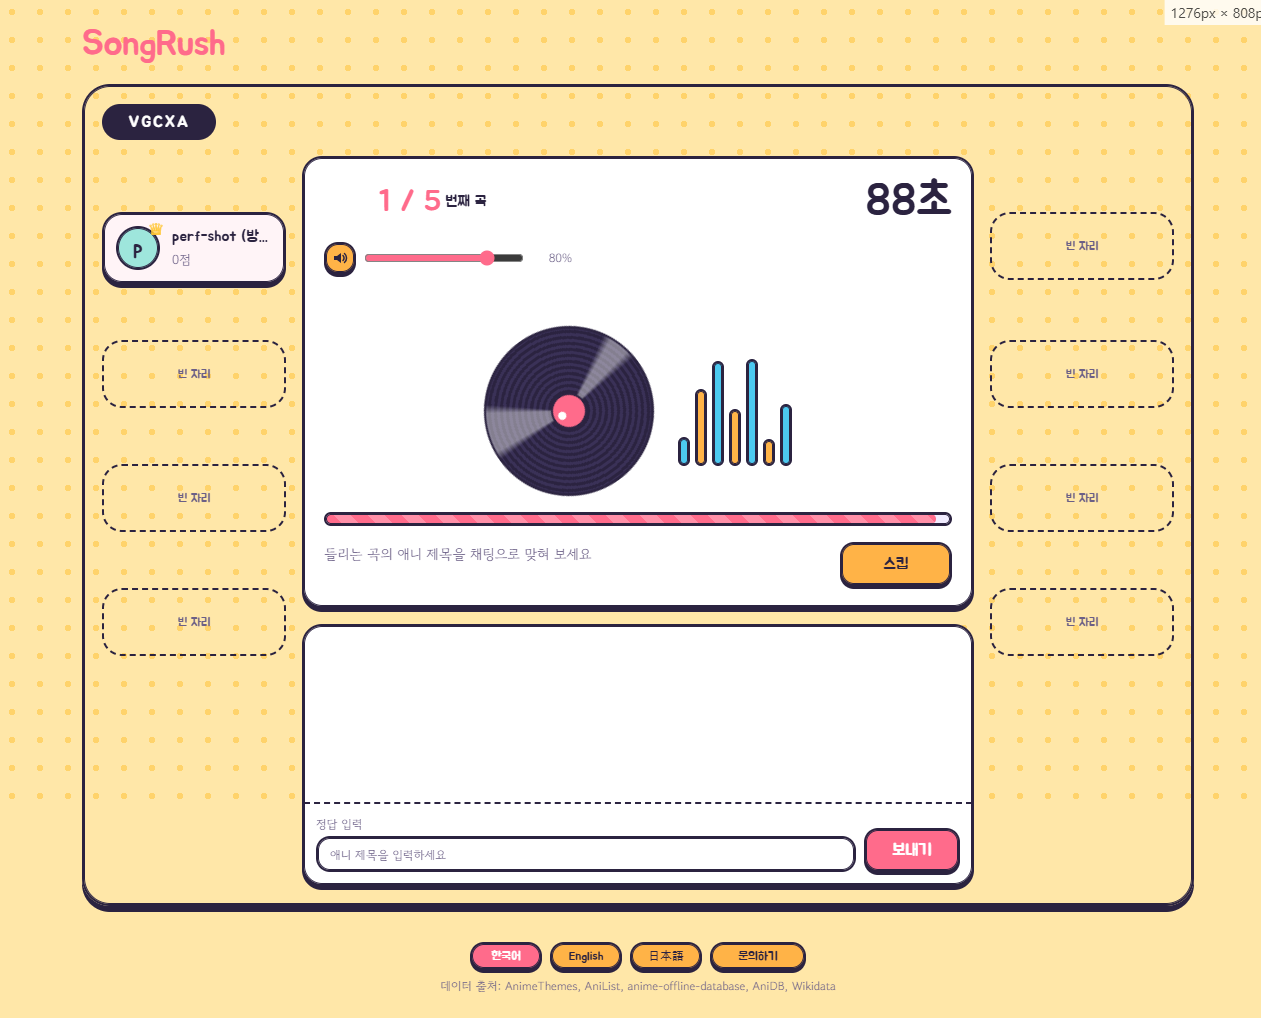 1276px × 808p
SongRush
VGCXA
1 / 5 번째 곡
88초
P
perf-shot (방...
0점
80%
빈 자리
빈 자리
빈 자리
빈 자리
빈 자리
빈 자리
빈 자리
들리는 곡의 애니 제목을 채팅으로 맞혀 보세요
스킵
정답 입력
애니 제목을 입력하세요
보내기
한국어
English
日本語
문의하기
데이터 출처: AnimeThemes, AniList, anime-offline-database, AniDB, Wikidata